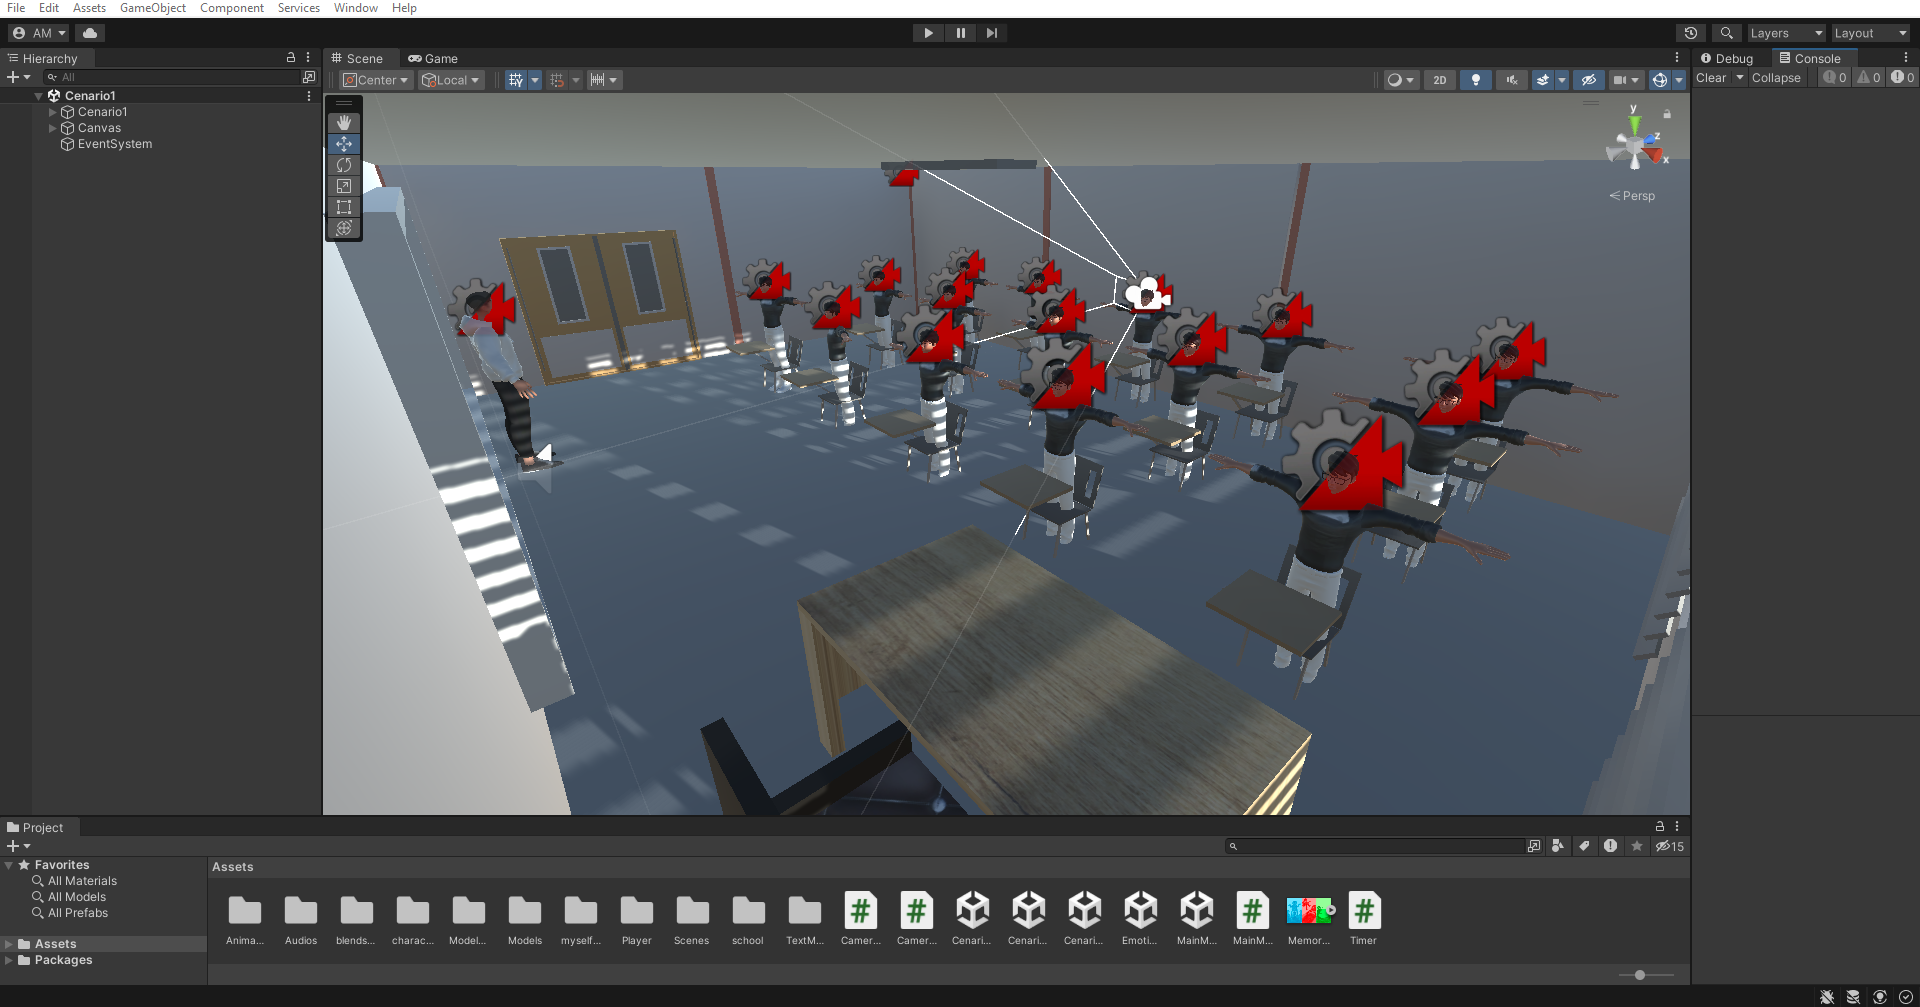 File Edit Assets GameObject Component Services Window Help
AM Layers Layout
Hierarchy
All
Cenario1
Cenario1
Canvas
EventSystem
Scene Game
Center Local 2D
y
z
x
Persp
Debug Console
Clear Collapse 0 0 0
Project
15
Favorites
All Materials
All Models
All Prefabs
Assets
Packages
Assets
Anima... Audios blends... charac... Model... Models myself... Player Scenes school TextM... Camer... Camer... Cenari... Cenari... Cenari... Emoti... MainM... MainM... Memor... Timer